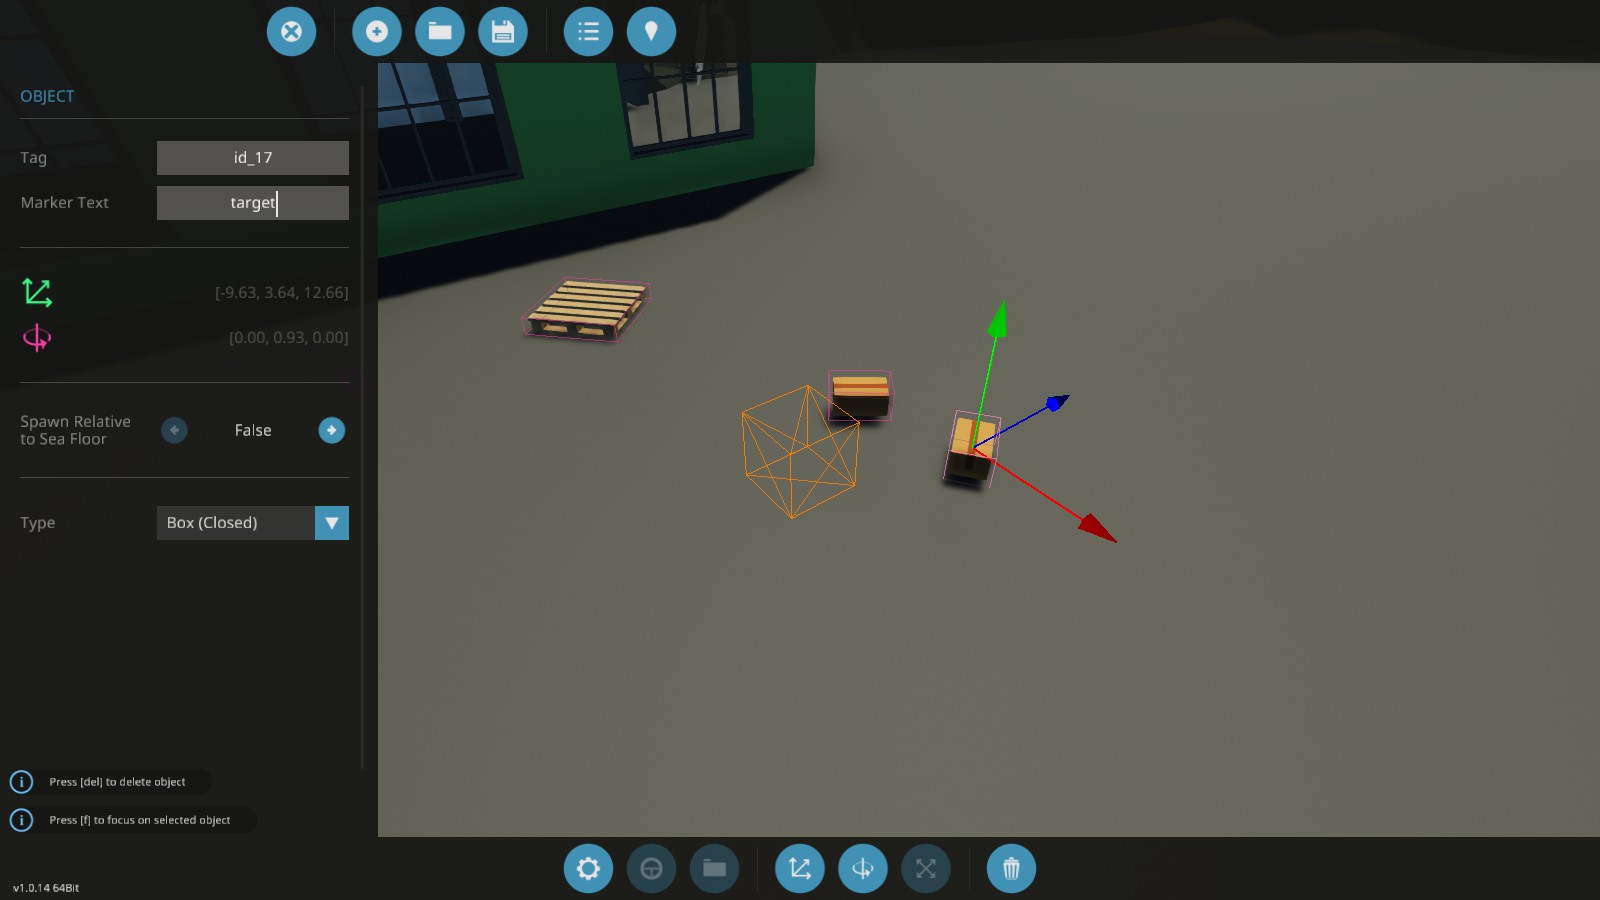 OBJECT
Tag
id_17
Marker Text
target
[-9.63, 3.64, 12.66]
[0.00, 0.93, 0.00]
Spawn Relative
to Sea Floor
False
Type
Box (Closed)
Press [del] to delete object
Press [f] to focus on selected object
v1.0.14 64Bit